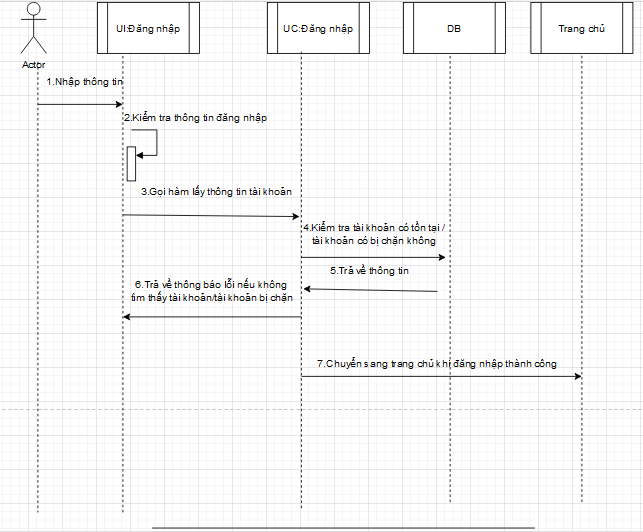 UI:Đăng nhập
UC:Đăng nhập
DB
Trang chủ
Actor
1.Nhập thông tin
2.Kiểm tra thông tin đăng nhập
3.Gọi hàm lấy thông tin tài khoản
4.Kiểm tra tài khoản có tồn tại /
tài khoản có bị chặn không
5.Trả về thông tin
6.Trả về thông báo lỗi nếu không
tìm thấy tài khoản/tài khoản bị chặn
7.Chuyển sang trang chủ khi đăng nhập thành công